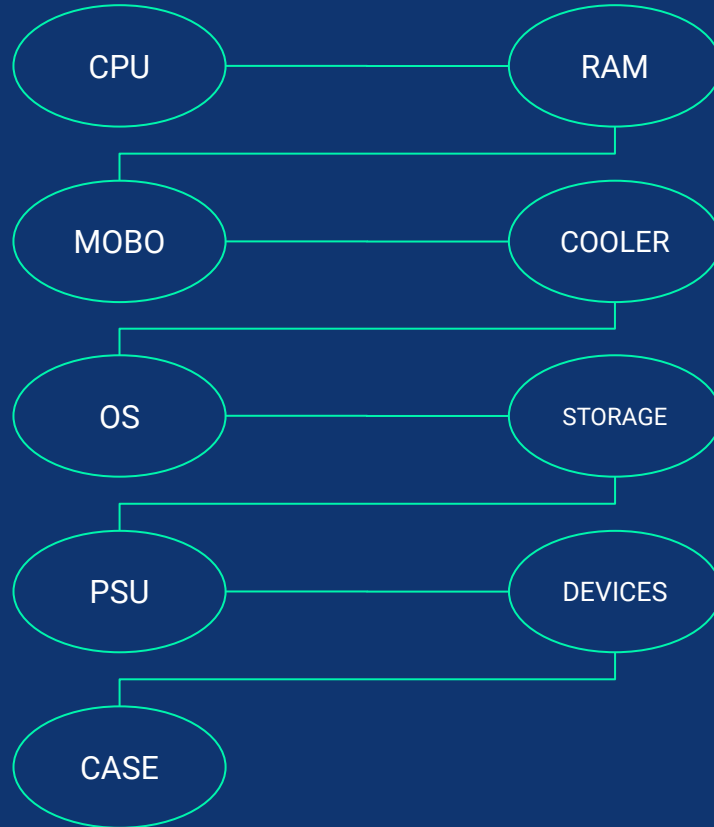 CPU
RAM
MOBO
COOLER
OS
STORAGE
PSU
DEVICES
CASE